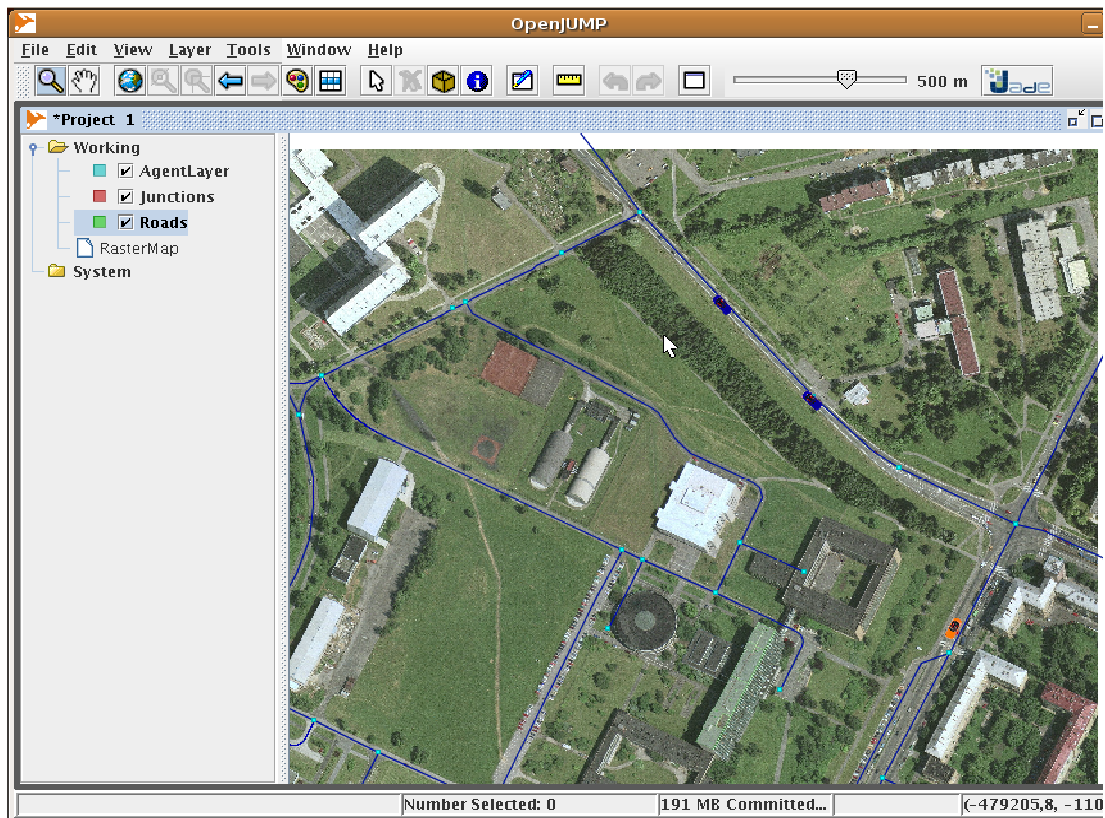 OpenJUMP
File Edit View Layer Tools Window Help
500 m
Jade
*Project 1
Working
AgentLayer
Junctions
Roads
RasterMap
System
Number Selected: 0
191 MB Committed...
(-479205,8, -110